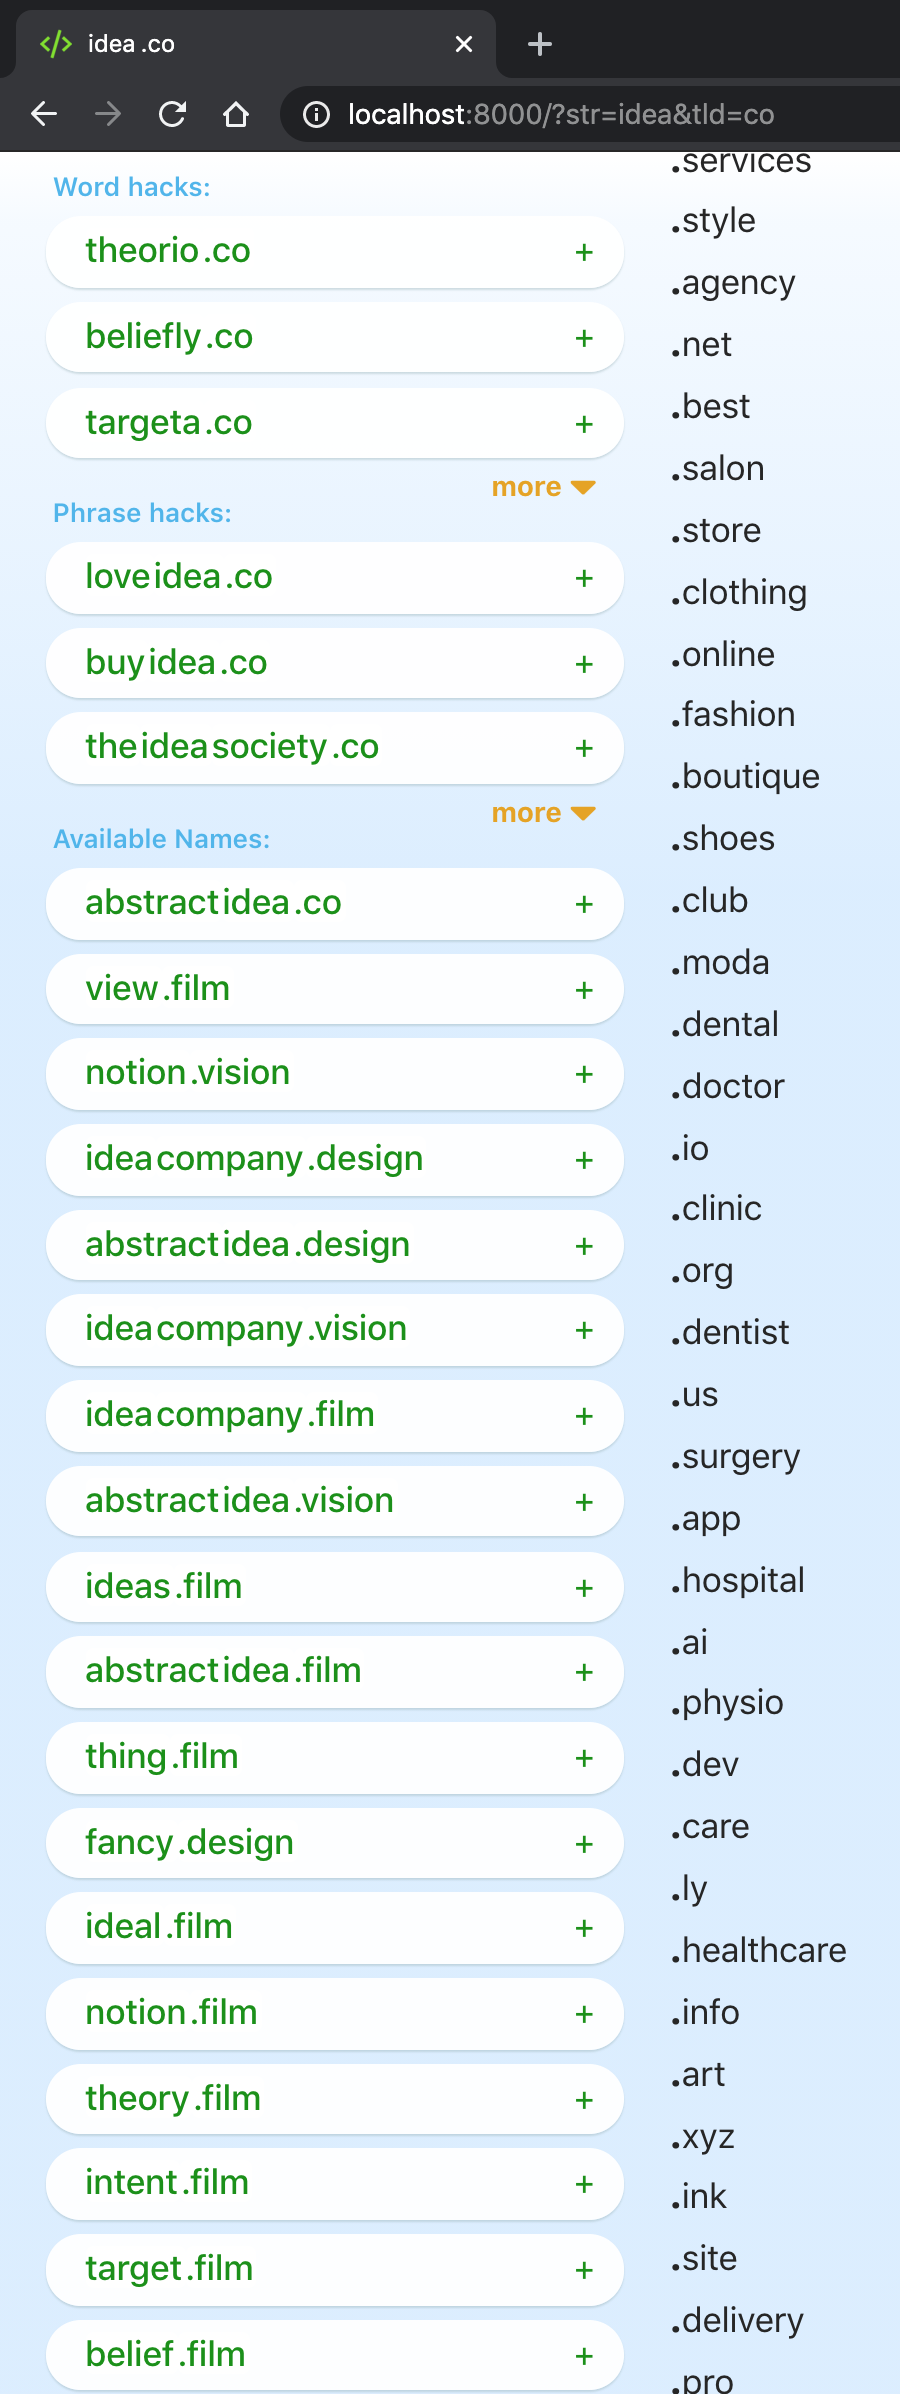 idea .co
localhost:8000/?str=idea&tld=co
Word hacks:
theorio.co +
beliefly.co +
targeta.co +
more
Phrase hacks:
loveidea.co +
buyidea.co +
theideasociety.co +
more
Available Names:
abstractidea.co +
view.film +
notion.vision +
ideacompany.design +
abstractidea.design +
ideacompany.vision +
ideacompany.film +
abstractidea.vision +
ideas.film +
abstractidea.film +
thing.film +
fancy.design +
ideal.film +
notion.film +
theory.film +
intent.film +
target.film +
belief.film +
.services
.style
.agency
.net
.best
.salon
.store
.clothing
.online
.fashion
.boutique
.shoes
.club
.moda
.dental
.doctor
.io
.clinic
.org
.dentist
.us
.surgery
.app
.hospital
.ai
.physio
.dev
.care
.ly
.healthcare
.info
.art
.xyz
.ink
.site
.delivery
.pro